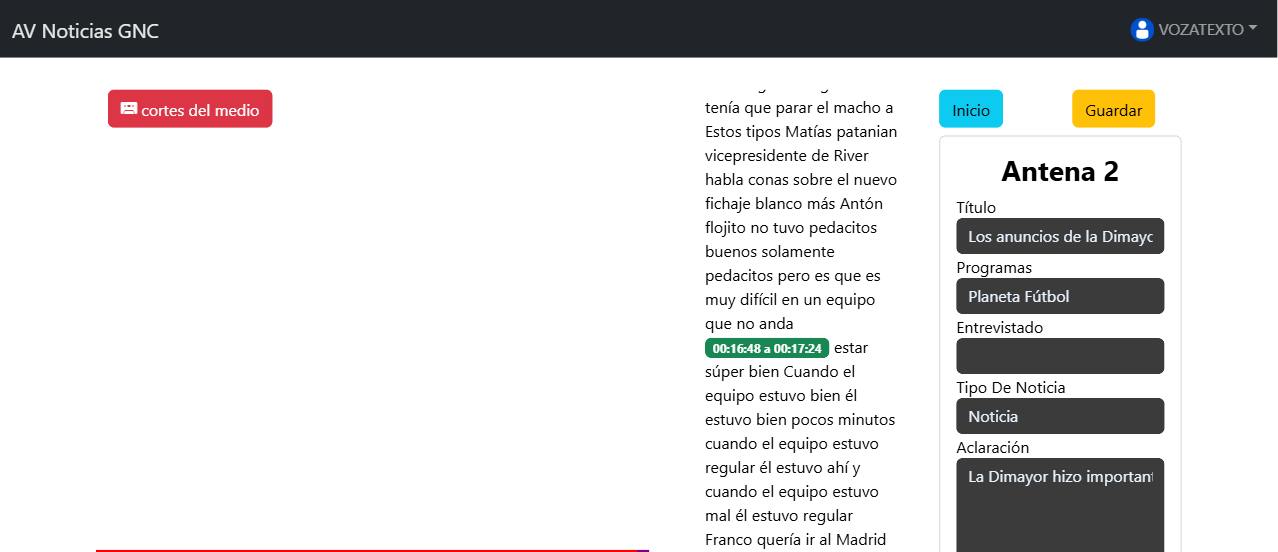 AV Noticias GNC
VOZATEXTO
cortes del medio
tenía que parar el macho a
Estos tipos Matías patanian
vicepresidente de River
habla conas sobre el nuevo
fichaje blanco más Antón
flojito no tuvo pedacitos
buenos solamente
pedacitos pero es que es
muy difícil en un equipo
que no anda
00:16:48 a 00:17:24 estar
súper bien Cuando el
equipo estuvo bien él
estuvo bien pocos minutos
cuando el equipo estuvo
regular él estuvo ahí y
cuando el equipo estuvo
mal él estuvo regular
Franco quería ir al Madrid
Inicio
Guardar
Antena 2
Título
Los anuncios de la Dimayo
Programas
Planeta Fútbol
Entrevistado
Tipo De Noticia
Noticia
Aclaración
La Dimayor hizo important